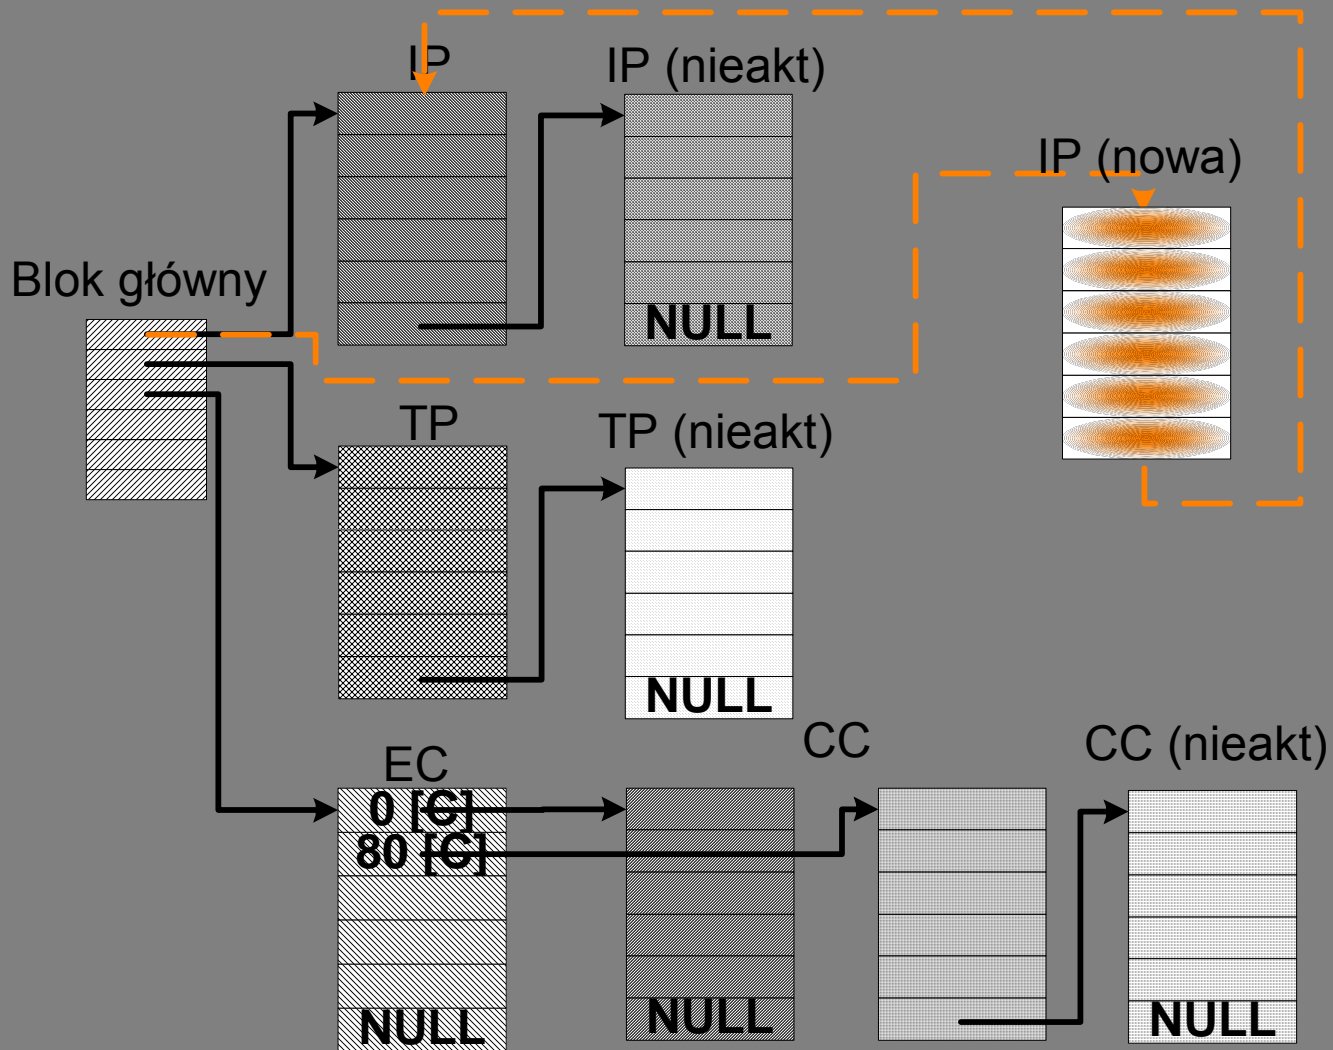 IP
IP (nieakt)
IP (nowa)
Blok główny
NULL
TP
TP (nieakt)
NULL
CC
CC (nieakt)
EC
0 [C]
80 [C]
NULL
NULL
NULL